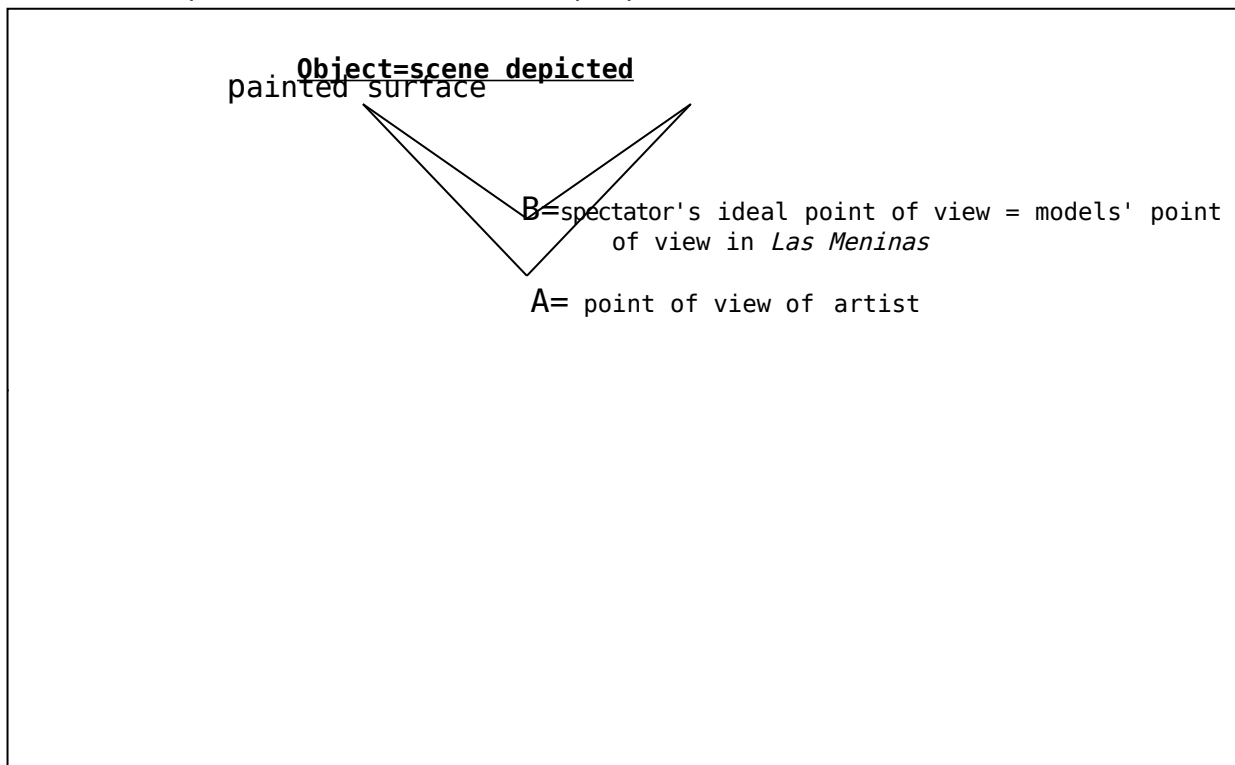 Object=scene depicted
painted surface
B=spectator's ideal point of view = models' point
of view in Las Meninas
A= point of view of artist